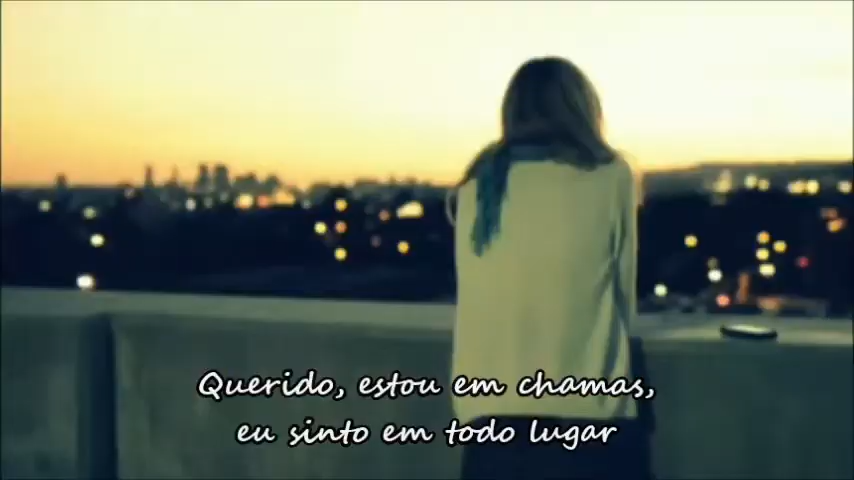 Querido, estou em chamas,
eu sinto em todo lugar